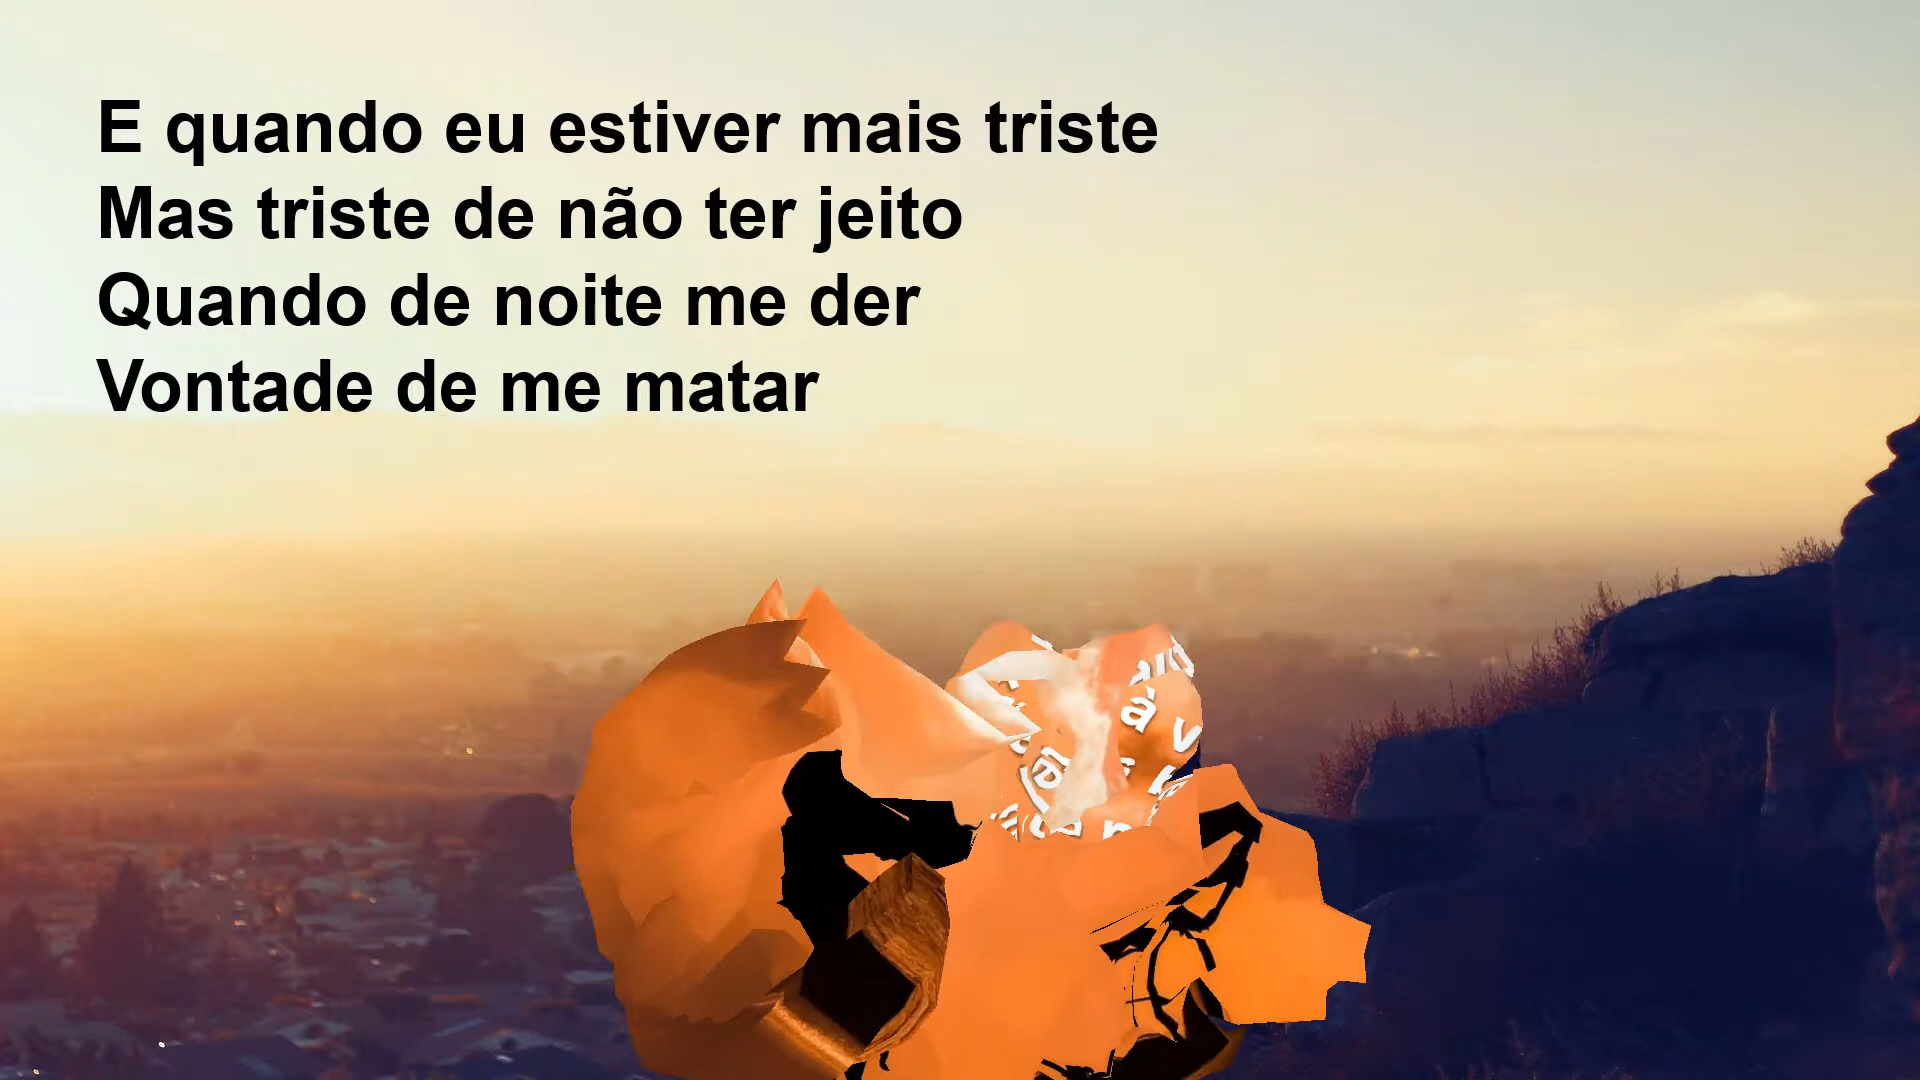 E quando eu estiver mais triste
Mas triste de não ter jeito
Quando de noite me der
Vontade de me matar